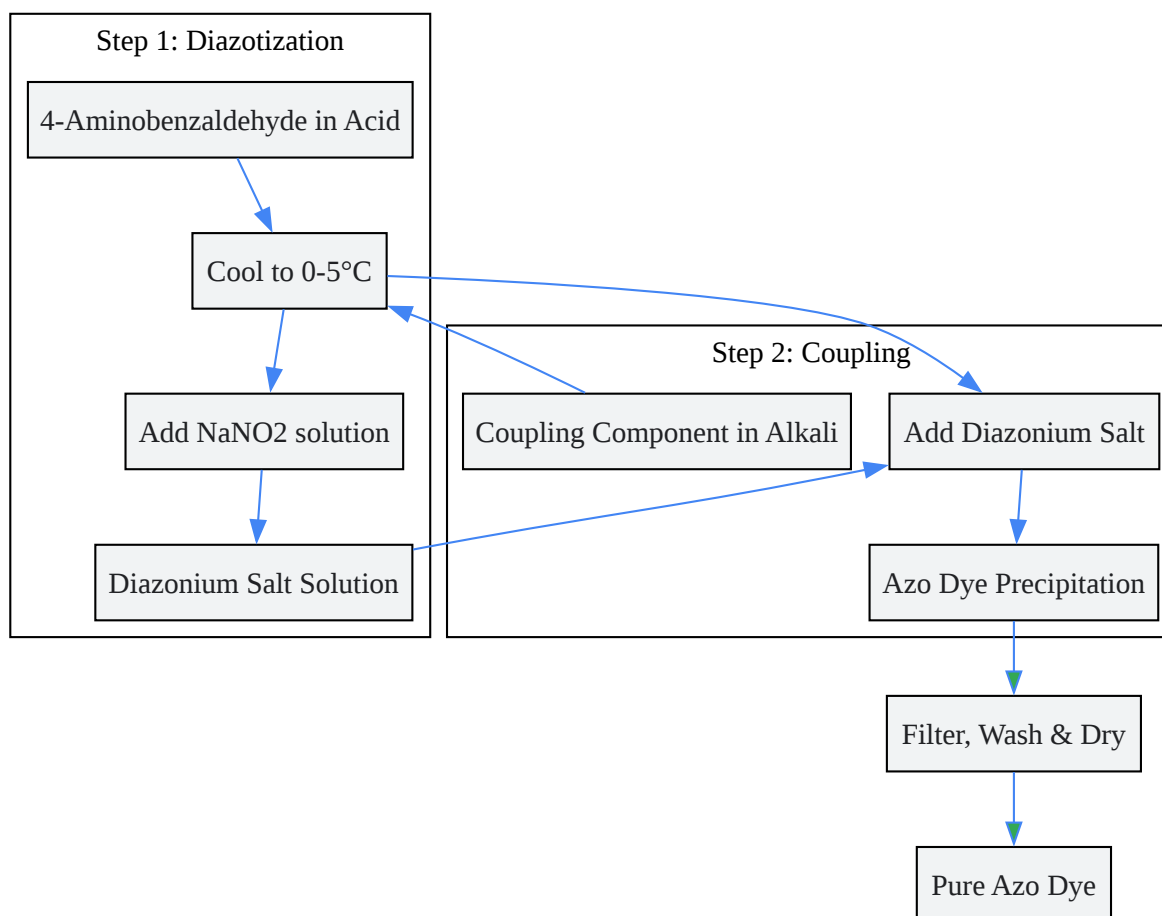 Step 1: Diazotization
4-Aminobenzaldehyde in Acid
Cool to 0-5°C
Add NaNO2 solution
Diazonium Salt Solution
Step 2: Coupling
Coupling Component in Alkali
Add Diazonium Salt
Azo Dye Precipitation
Filter, Wash & Dry
Pure Azo Dye